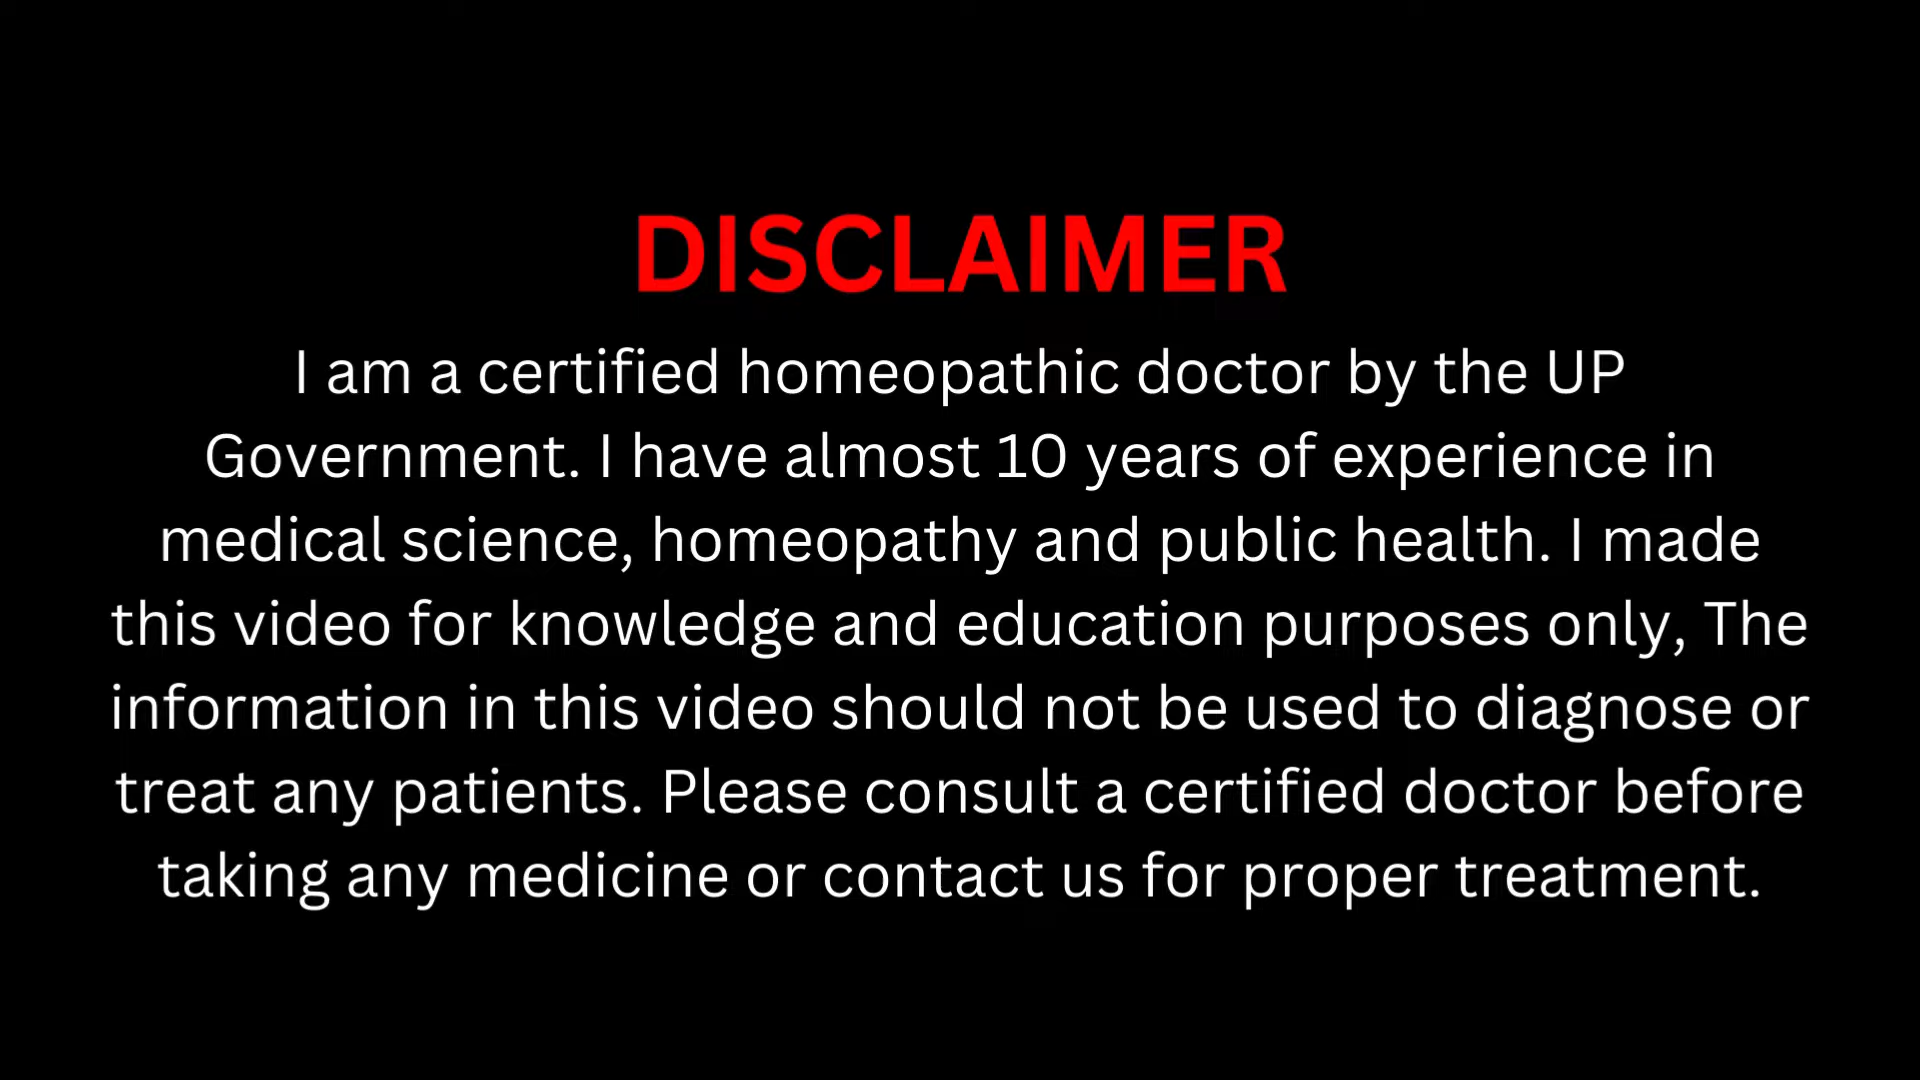 DISCLAIMER
I am a certified homeopathic doctor by the UP
Government. I have almost 10 years of experience in
medical science, homeopathy and public health. I made
this video for knowledge and education purposes only, The
information in this video should not be used to diagnose or
treat any patients. Please consult a certified doctor before
taking any medicine or contact us for proper treatment.